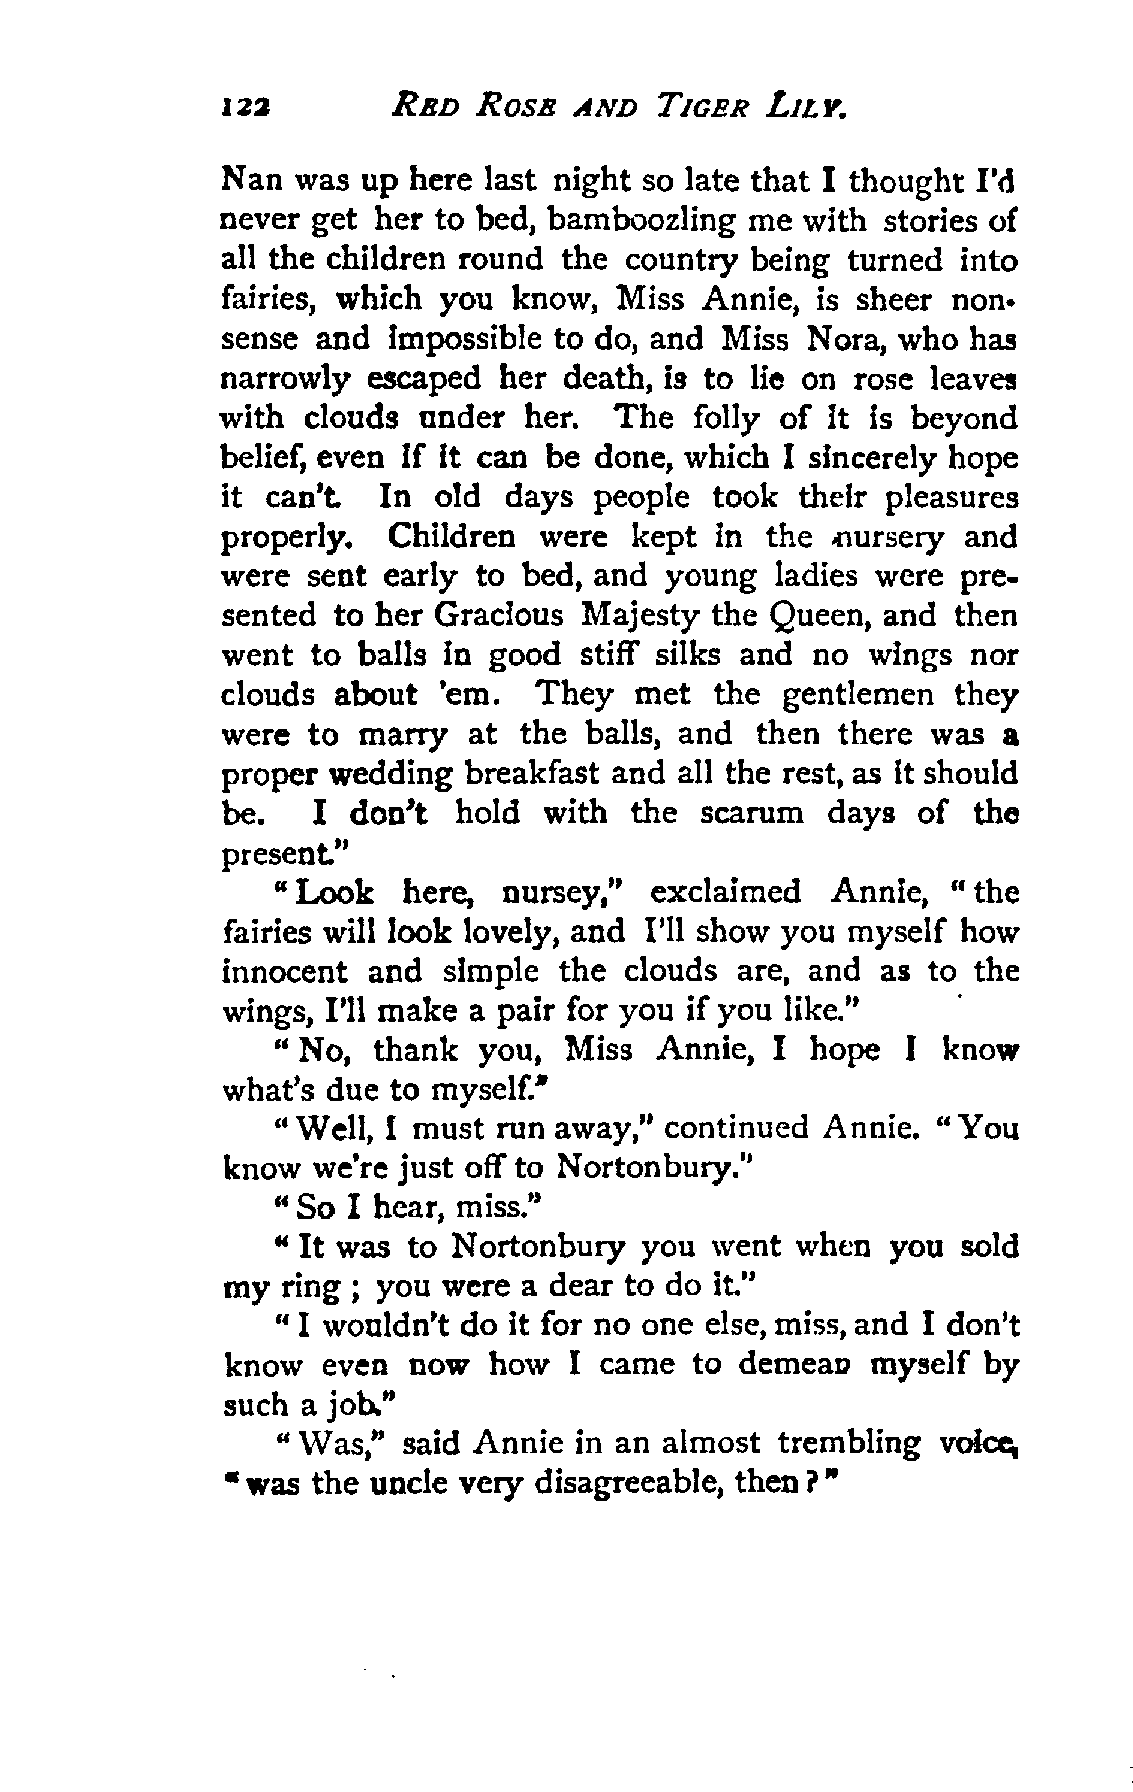 122 RED ROSE AND TIGER LILY.
Nan was up here last night so late that I thought I'd
never get her to bed, bamboozling me with stories of
all the children round the country being turned into
fairies, which you know, Miss Annie, is sheer non-
sense and impossible to do, and Miss Nora, who has
narrowly escaped her death, is to lie on rose leaves
with clouds under her. The folly of it is beyond
belief, even if it can be done, which I sincerely hope
it can't. In old days people took their pleasures
properly. Children were kept in the nursery and
were sent early to bed, and young ladies were pre-
sented to her Gracious Majesty the Queen, and then
went to balls in good stiff silks and no wings nor
clouds about 'em. They met the gentlemen they
were to marry at the balls, and then there was a
proper wedding breakfast and all the rest, as it should
be. I don't hold with the scarum days of the
present."
"Look here, nursey," exclaimed Annie, "the
fairies will look lovely, and I'll show you myself how
innocent and simple the clouds are, and as to the
wings, I'll make a pair for you if you like."
"No, thank you, Miss Annie, I hope I know
what's due to myself."
"Well, I must run away," continued Annie. "You
know we're just off to Nortonbury."
"So I hear, miss."
"It was to Nortonbury you went when you sold
my ring; you were a dear to do it."
"I wouldn't do it for no one else, miss, and I don't
know even now how I came to demean myself by
such a job."
"Was," said Annie in an almost trembling voice,
"was the uncle very disagreeable, then?"